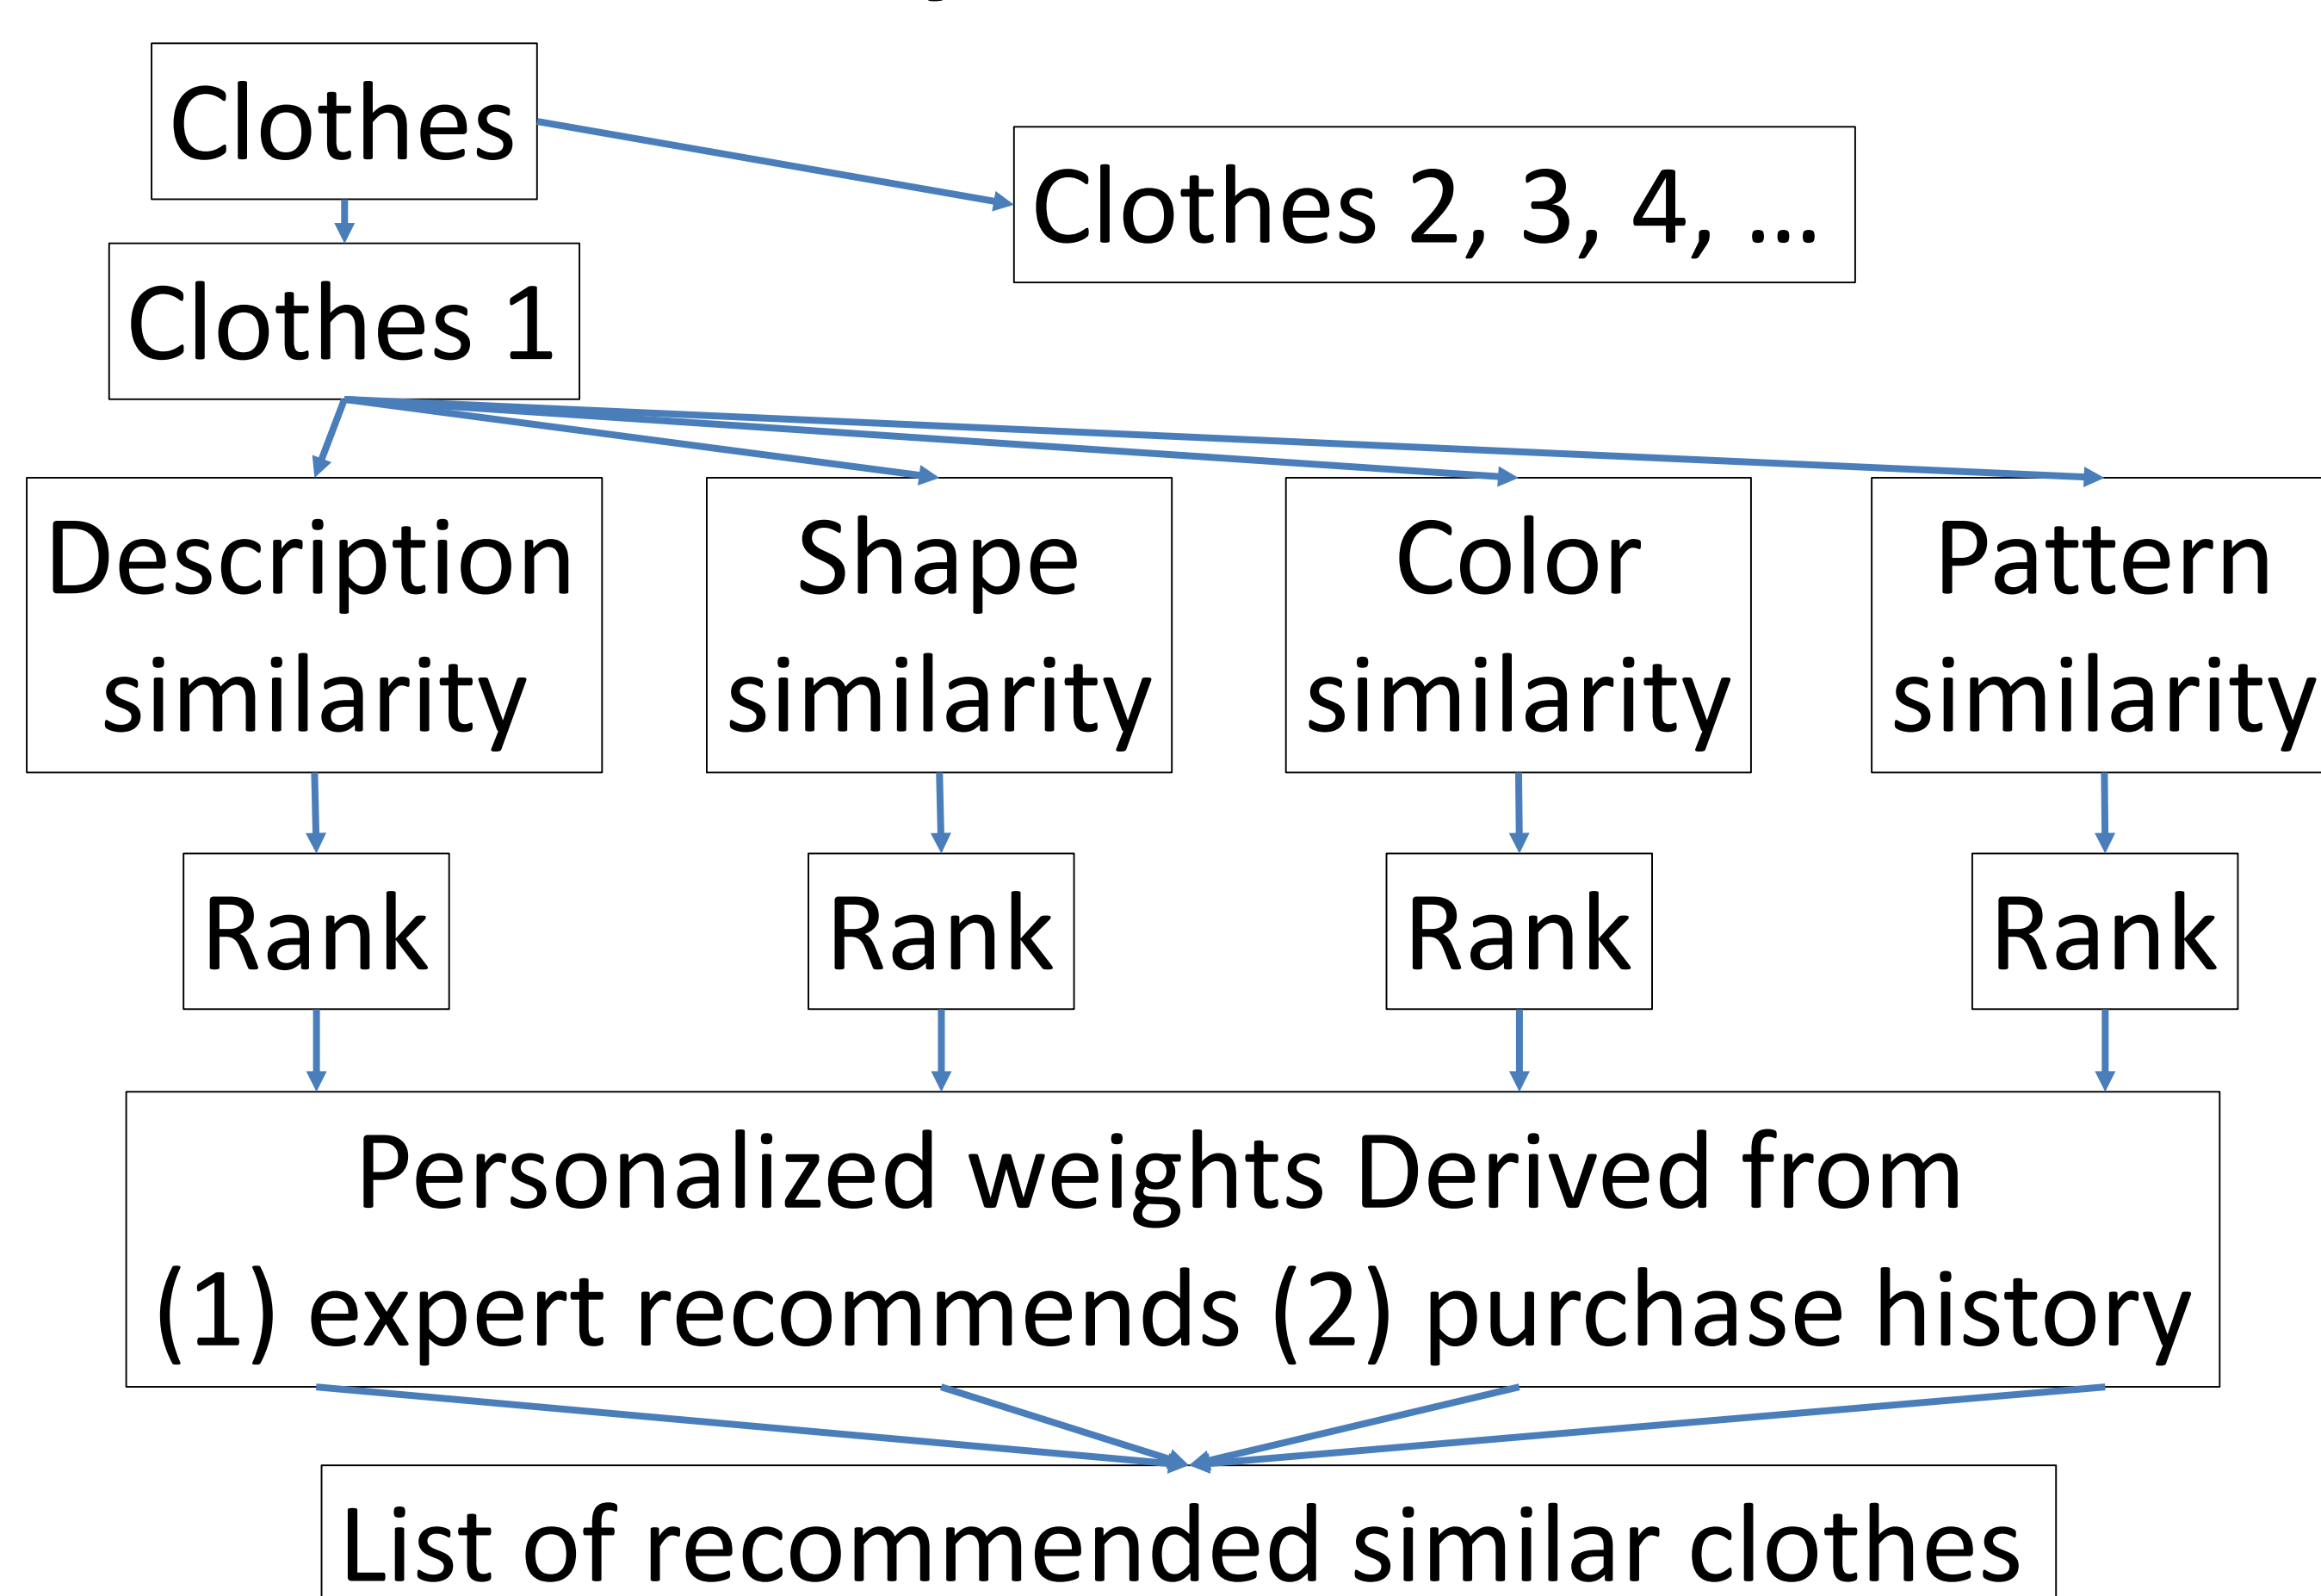 Clothes
Clothes 2, 3, 4, …
Clothes 1
Description
similarity
Shape
similarity
Color
similarity
Pattern
similarity
Rank
Rank
Rank
Rank
Personalized weights Derived from
(1) expert recommends (2) purchase history
List of recommended similar clothes